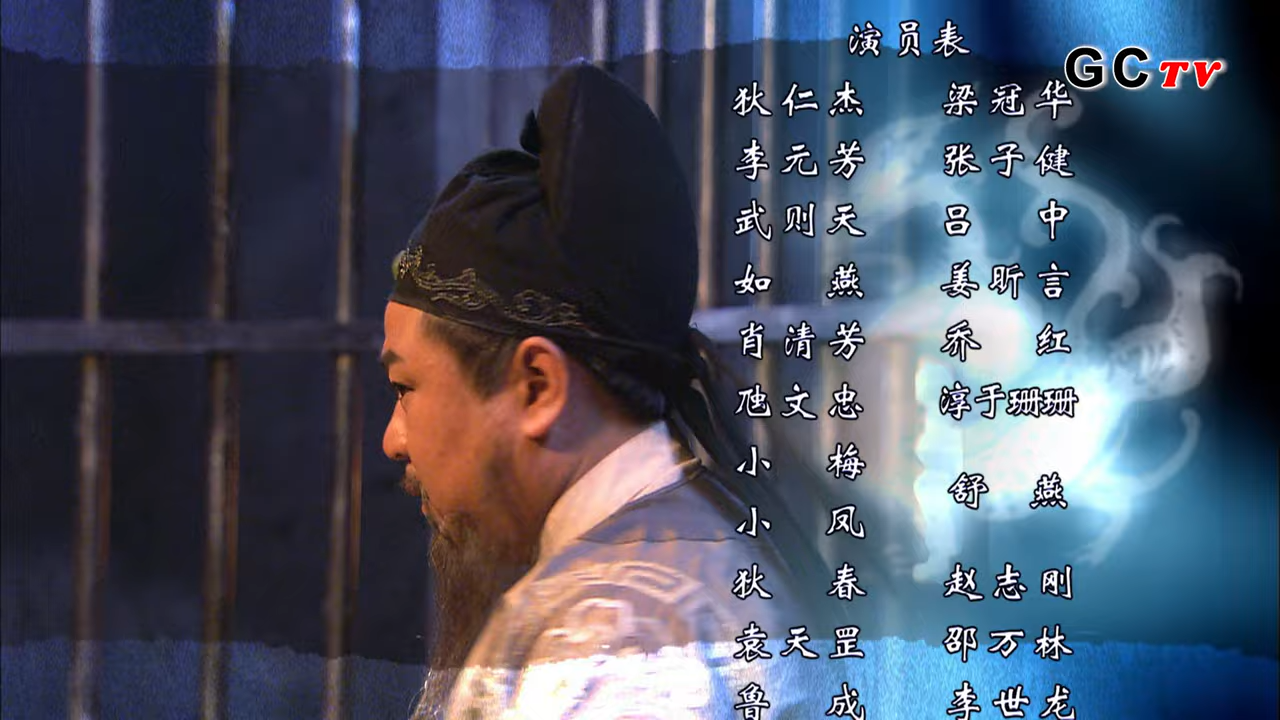 演员表
GCTV
狄仁杰 梁冠华
李元芳 张子健
武则天 吕中
如燕 姜昕言
肖清芳 乔红
虺文忠 淳于珊珊
小梅
舒燕
小凤
狄春 赵志刚
袁天罡 邵万林
鲁成 李世龙